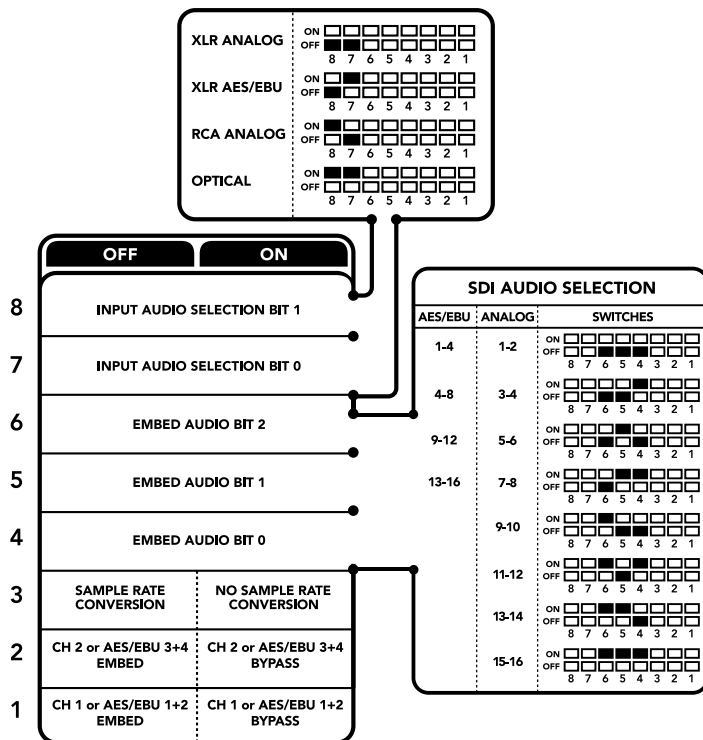 XLR ANALOG
ON
OFF
8 7 6 5 4 3 2 1
XLR AES/EBU
ON
OFF
8 7 6 5 4 3 2 1
RCA ANALOG
ON
OFF
8 7 6 5 4 3 2 1
OPTICAL
ON
OFF
8 7 6 5 4 3 2 1
OFF ON
8 INPUT AUDIO SELECTION BIT 1
7 INPUT AUDIO SELECTION BIT 0
6 EMBED AUDIO BIT 2
5 EMBED AUDIO BIT 1
4 EMBED AUDIO BIT 0
3
SAMPLE RATE
CONVERSION
NO SAMPLE RATE
CONVERSION
2
CH 2 or AES/EBU 3+4
EMBED
CH 2 or AES/EBU 3+4
BYPASS
1
CH 1 or AES/EBU 1+2
EMBED
CH 1 or AES/EBU 1+2
BYPASS
SDI AUDIO SELECTION
AES/EBU ANALOG SWITCHES
1-4 1-2
ON
OFF
8 7 6 5 4 3 2 1
4-8 3-4
ON
OFF
8 7 6 5 4 3 2 1
9-12 5-6
ON
OFF
8 7 6 5 4 3 2 1
13-16 7-8
ON
OFF
8 7 6 5 4 3 2 1
9-10
ON
OFF
8 7 6 5 4 3 2 1
11-12
ON
OFF
8 7 6 5 4 3 2 1
13-14
ON
OFF
8 7 6 5 4 3 2 1
15-16
ON
OFF
8 7 6 5 4 3 2 1